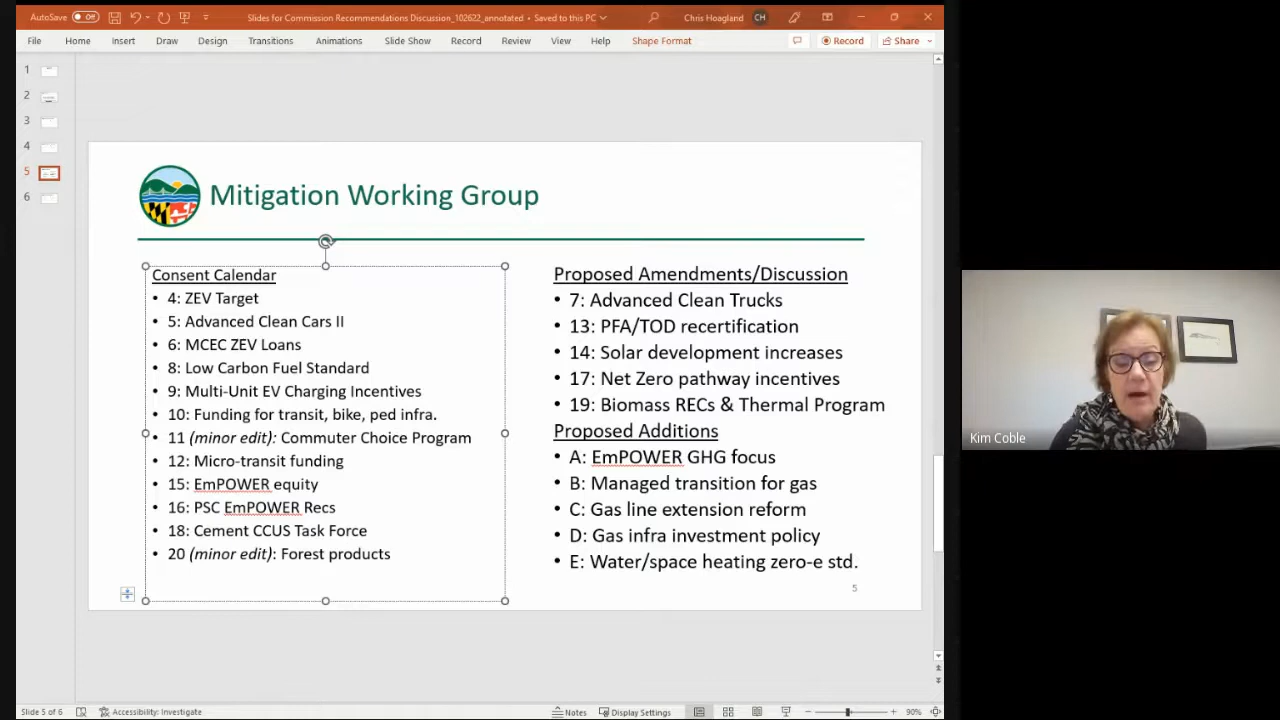 AutoSave
Off
Slides for Commission Recommendations Discussion_102622_annotated • Saved to this PC
Chris Hoagland
CH
File
Home
Insert
Draw
Design
Transitions
Animations
Slide Show
Record
Review
View
Help
Shape Format
Record
Share
1
2
3
4
5
6
Mitigation Working Group
Consent Calendar
• 4: ZEV Target
• 5: Advanced Clean Cars II
• 6: MCEC ZEV Loans
• 8: Low Carbon Fuel Standard
• 9: Multi-Unit EV Charging Incentives
• 10: Funding for transit, bike, ped infra.
• 11 (minor edit): Commuter Choice Program
• 12: Micro-transit funding
• 15: EmPOWER equity
• 16: PSC EmPOWER Recs
• 18: Cement CCUS Task Force
• 20 (minor edit): Forest products
Proposed Amendments/Discussion
• 7: Advanced Clean Trucks
• 13: PFA/TOD recertification
• 14: Solar development increases
• 17: Net Zero pathway incentives
• 19: Biomass RECs & Thermal Program
Proposed Additions
• A: EmPOWER GHG focus
• B: Managed transition for gas
• C: Gas line extension reform
• D: Gas infra investment policy
• E: Water/space heating zero-e std.
5
Kim Coble
Slide 5 of 6
Accessibility: Investigate
Notes
Display Settings
90%